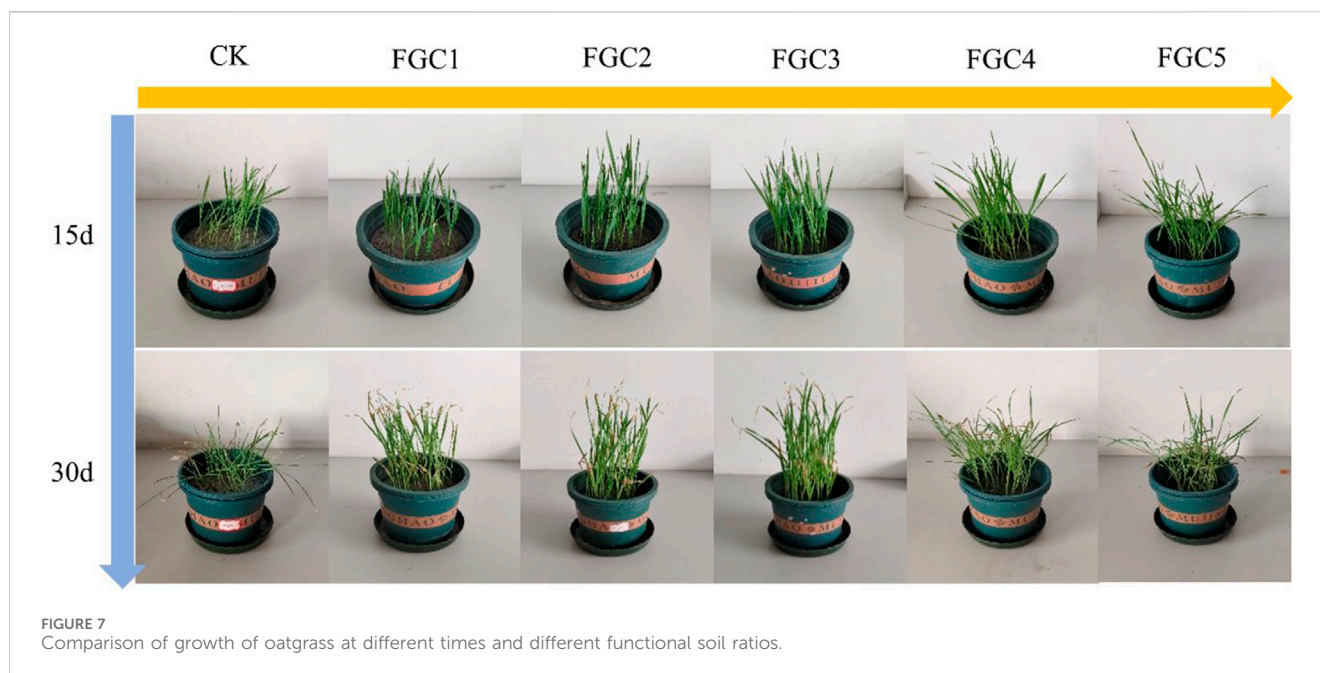 CK FGC1 FGC2 FGC3 FGC4 FGC5
15d
30d
FIGURE 7
Comparison of growth of oatgrass at different times and different functional soil ratios.